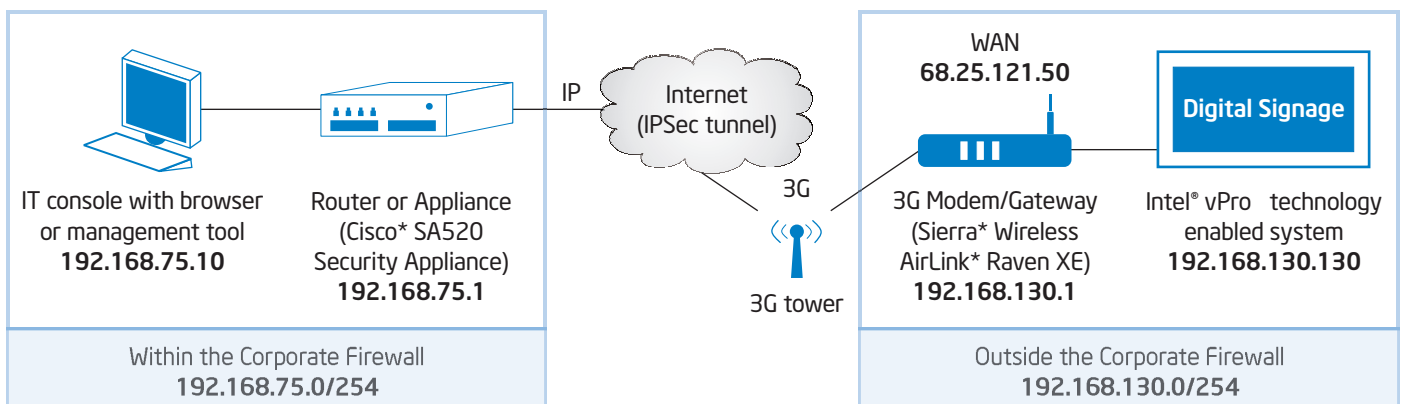 IT console with browser
or management tool
192.168.75.10
Router or Appliance
(Cisco* SA520
Security Appliance)
192.168.75.1
Within the Corporate Firewall
192.168.75.0/254
IP
Internet
(IPSec tunnel)
3G
3G tower
WAN
68.25.121.50
3G Modem/Gateway
(Sierra* Wireless
AirLink* Raven XE)
192.168.130.1
Digital Signage
Intel® vPro technology
enabled system
192.168.130.130
Outside the Corporate Firewall
192.168.130.0/254